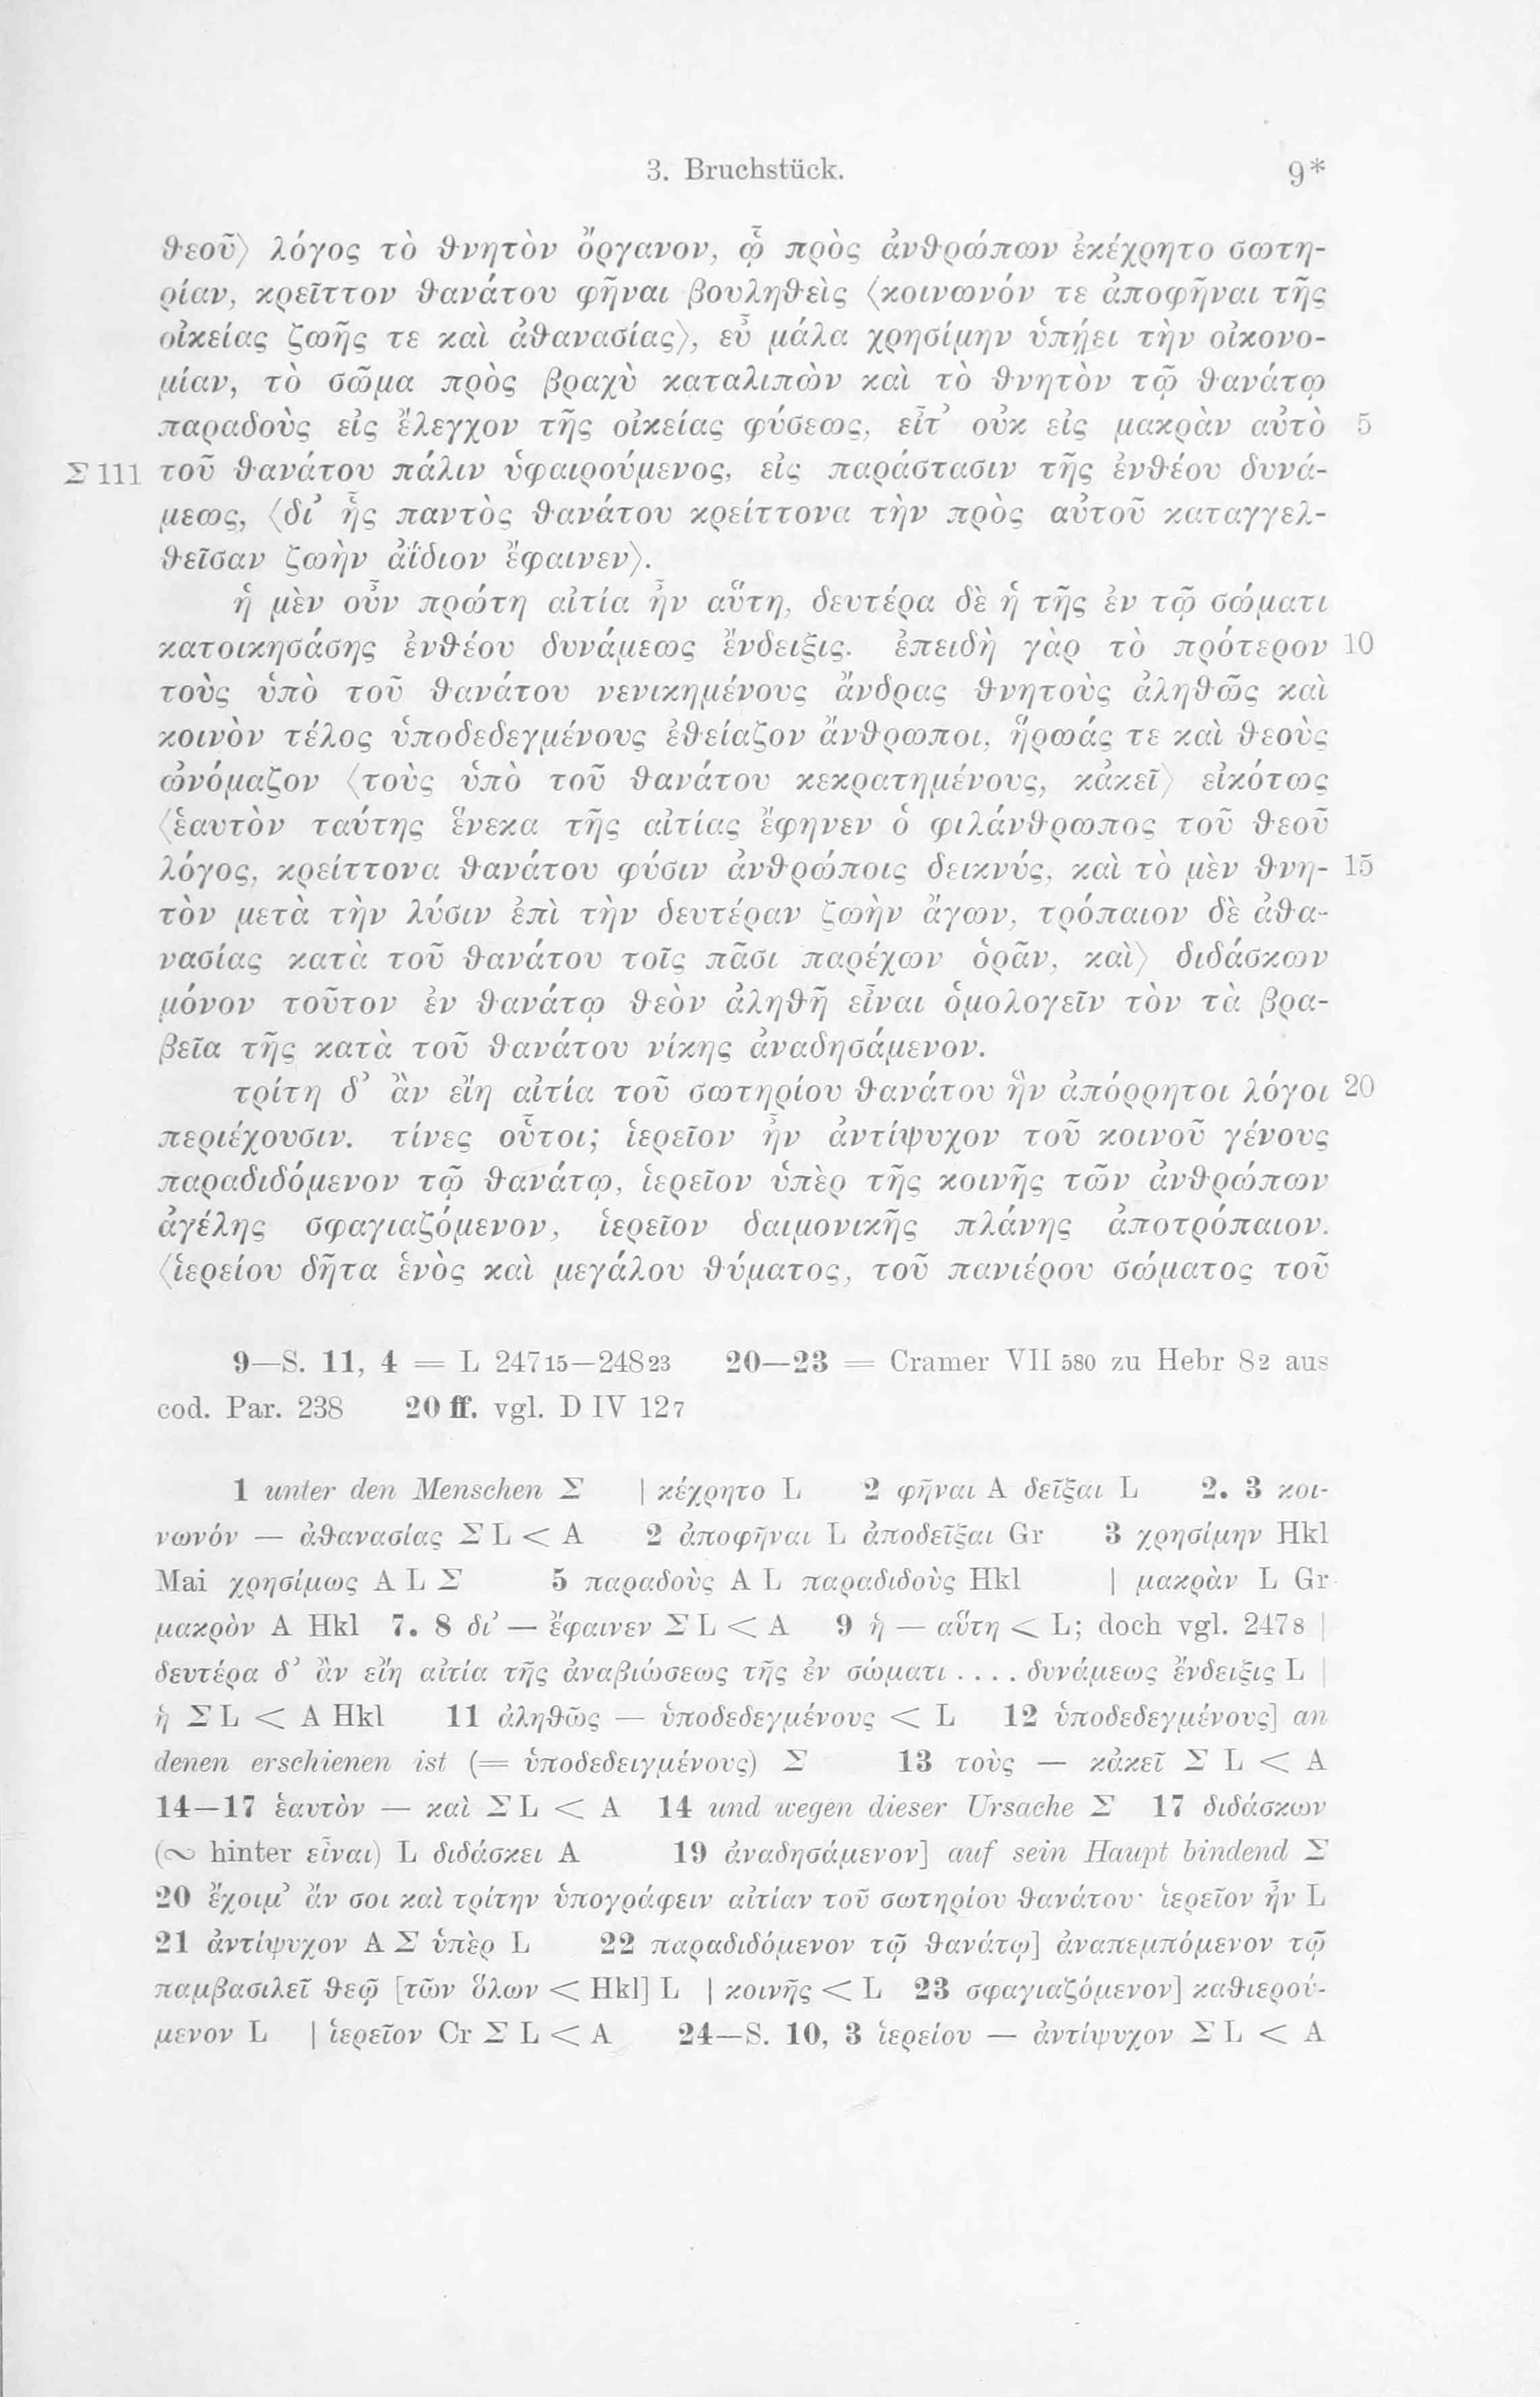 3. Bruchstück. 9*
θεοῦ⟩ λόγος τὸ θνητὸν ὄργανον, ᾧ πρὸς ἀνθρώπων ἐκέχρητο σωτη-
ρίαν, κρεῖττον θανάτου φῆναι βουληθεὶς ⟨κοινωνόν τε ἀποφῆναι τῆς
οἰκείας ζωῆς τε καὶ ἀθανασίας⟩, εὖ μάλα χρησίμην ὑπῄει τὴν οἰκονο-
μίαν, τὸ σῶμα πρὸς βραχὺ καταλιπὼν καὶ τὸ θνητὸν τῷ θανάτῳ
παραδοὺς εἰς ἔλεγχον τῆς οἰκείας φύσεως, εἶτ’ οὐκ εἰς μακρὰν αὐτὸ 5
Σ 111 τοῦ θανάτου πάλιν ὑφαιρούμενος, εἰς παράστασιν τῆς ἐνθέου δυνά-
μεως, ⟨δι’ ἧς παντὸς θανάτου κρείττονα τὴν πρὸς αὐτοῦ καταγγελ-
θεῖσαν ζωὴν ἀΐδιον ἔφαινεν⟩.
ἡ μὲν οὖν πρώτη αἰτία ἦν αὕτη, δευτέρα δὲ ἡ τῆς ἐν τῷ σώματι
κατοικησάσης ἐνθέου δυνάμεως ἔνδειξις. ἐπειδὴ γὰρ τὸ πρότερον 10
τοὺς ὑπὸ τοῦ θανάτου νενικημένους ἄνδρας θνητοὺς ἀληθῶς καὶ
κοινὸν τέλος ὑποδεδεγμένους ἐθείαζον ἄνθρωποι, ἥρωάς τε καὶ θεοὺς
ὠνόμαζον ⟨τοὺς ὑπὸ τοῦ θανάτου κεκρατημένους, κἀκεῖ⟩ εἰκότως
⟨ἑαυτὸν ταύτης ἕνεκα τῆς αἰτίας ἔφηνεν ὁ φιλάνθρωπος τοῦ θεοῦ
λόγος, κρείττονα θανάτου φύσιν ἀνθρώποις δεικνύς, καὶ τὸ μὲν θνη- 15
τὸν μετὰ τὴν λύσιν ἐπὶ τὴν δευτέραν ζωὴν ἄγων, τρόπαιον δὲ ἀθα-
νασίας κατὰ τοῦ θανάτου τοῖς πᾶσι παρέχων ὁρᾶν, καὶ⟩ διδάσκων
μόνον τοῦτον ἐν θανάτῳ θεὸν ἀληθῆ εἶναι ὁμολογεῖν τὸν τὰ βρα-
βεῖα τῆς κατὰ τοῦ θανάτου νίκης ἀναδησάμενον.
τρίτη δ’ ἂν εἴη αἰτία τοῦ σωτηρίου θανάτου ἣν ἀπόρρητοι λόγοι 20
περιέχουσιν. τίνες οὗτοι; ἱερεῖον ἦν ἀντίψυχον τοῦ κοινοῦ γένους
παραδιδόμενον τῷ θανάτῳ, ἱερεῖον ὑπὲρ τῆς κοινῆς τῶν ἀνθρώπων
ἀγέλης σφαγιαζόμενον, ἱερεῖον δαιμονικῆς πλάνης ἀποτρόπαιον.
⟨ἱερείου δῆτα ἑνὸς καὶ μεγάλου θύματος, τοῦ πανιέρου σώματος τοῦ
9—S. 11, 4 = L 247 15—248 23 20—23 = Cramer VII 580 zu Hebr 8 2 aus
cod. Par. 238 20 ff. vgl. D IV 12 7
1 unter den Menschen Σ | κέχρητο L 2 φῆναι A δεῖξαι L 2. 3 κοι-
νωνόν — ἀθανασίας Σ L < A 2 ἀποφῆναι L ἀποδεῖξαι Gr 3 χρησίμην Hkl
Mai χρησίμως A L Σ 5 παραδοὺς A L παραδιδοὺς Hkl | μακρὰν L Gr
μακρὸν A Hkl 7. 8 δι’ — ἔφαινεν Σ L < A 9 ἡ — αὕτη < L; doch vgl. 247 8 |
δευτέρα δ’ ἂν εἴη αἰτία τῆς ἀναβιώσεως τῆς ἐν σώματι . . . . δυνάμεως ἔνδειξις L |
ἡ Σ L < A Hkl 11 ἀληθῶς — ὑποδεδεγμένους < L 12 ὑποδεδεγμένους] an
denen erschienen ist (= ὑποδεδειγμένους) Σ 13 τοὺς — κἀκεῖ Σ L < A
14—17 ἑαυτὸν — καὶ Σ L < A 14 und wegen dieser Ursache Σ 17 διδάσκων
(∾ hinter εἶναι) L διδάσκει A 19 ἀναδησάμενον] auf sein Haupt bindend Σ
20 ἔχοιμ’ ἄν σοι καὶ τρίτην ὑπογράφειν αἰτίαν τοῦ σωτηρίου θανάτου· ἱερεῖον ἦν L
21 ἀντίψυχον A Σ ὑπὲρ L 22 παραδιδόμενον τῷ θανάτῳ] ἀναπεμπόμενον τῷ
παμβασιλεῖ θεῷ [τῶν ὅλων < Hkl] L | κοινῆς < L 23 σφαγιαζόμενον] καθιερού-
μενον L | ἱερεῖον Cr Σ L < A 24—S. 10, 3 ἱερείου — ἀντίψυχον Σ L < A